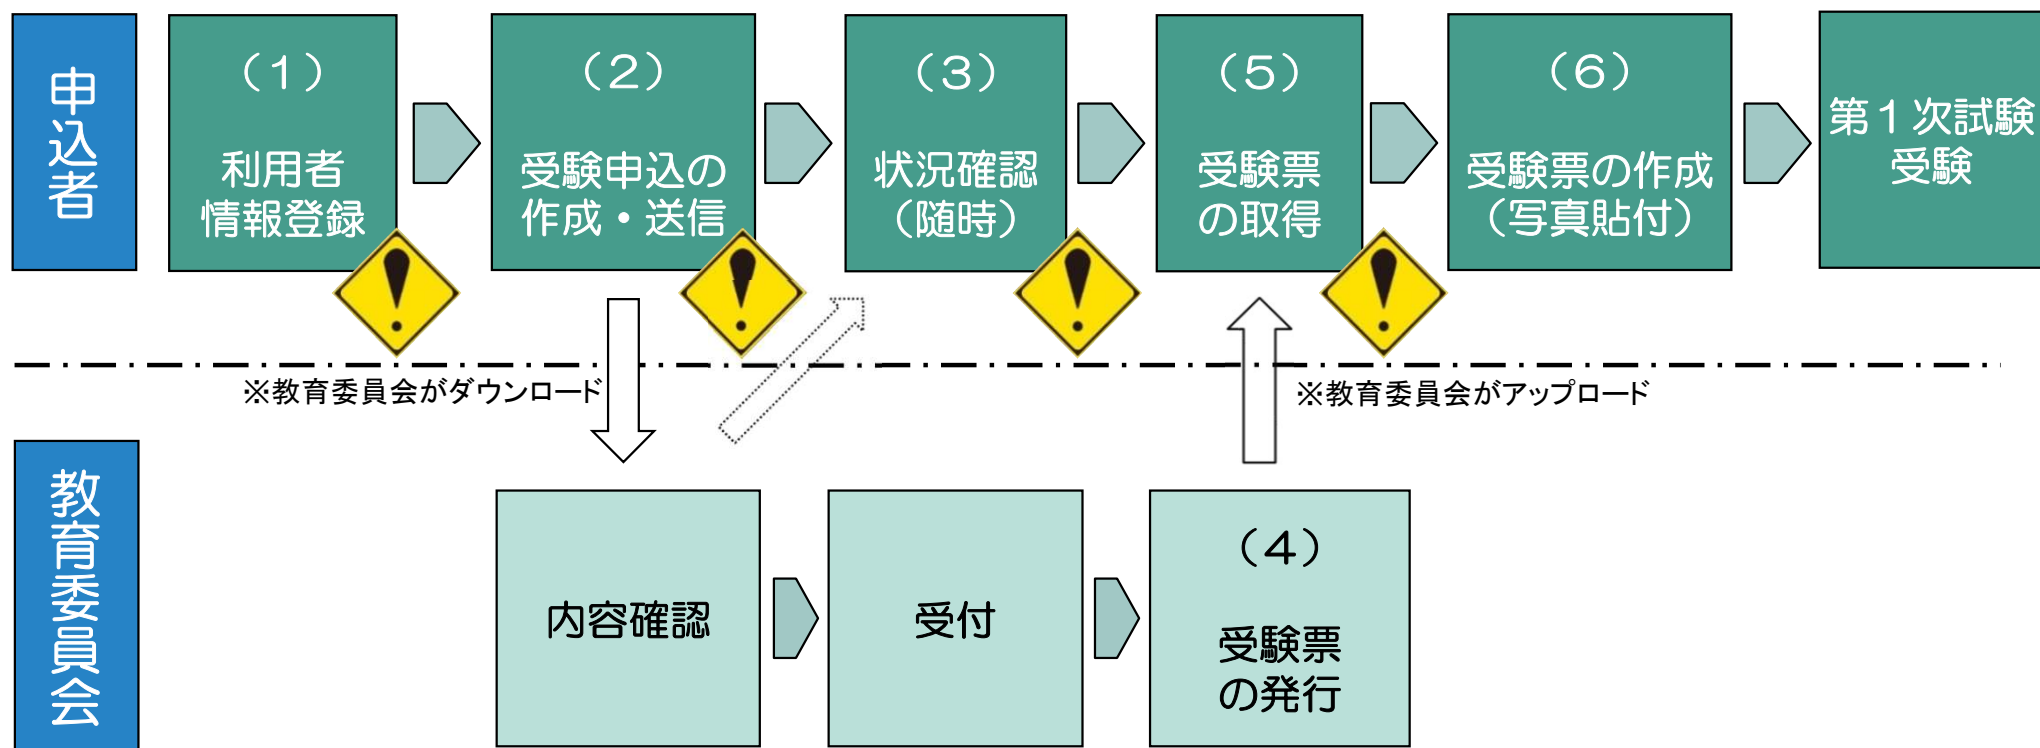 申込者
（1）
利用者
情報登録
（2）
受験申込の
作成・送信
（3）
状況確認
（随時）
（5）
受験票
の取得
（6）
受験票の作成
（写真貼付）
第1次試験
受験
※教育委員会がダウンロード
※教育委員会がアップロード
教育委員会
内容確認
受付
（4）
受験票
の発行